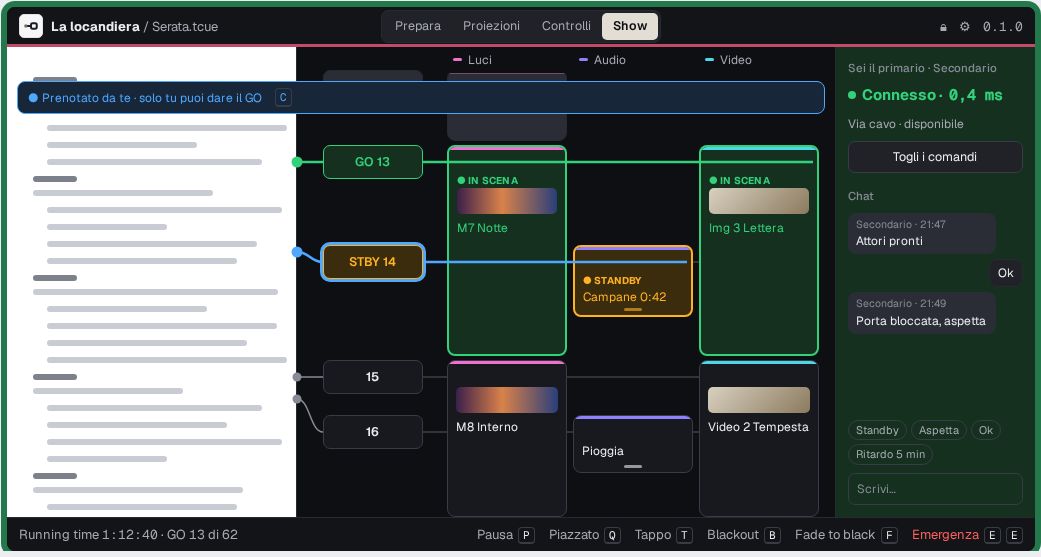 La locandiera / Serata.tcue
Prepara Proiezioni Controlli Show
0.1.0
Luci Audio Video
Prenotato da te · solo tu puoi dare il GO C
GO 13
IN SCENA
M7 Notte
IN SCENA
Img 3 Lettera
STBY 14
STANDBY
Campane 0:42
15
M8 Interno
Video 2 Tempesta
16
Pioggia
Sei il primario · Secondario
Connesso · 0,4 ms
Via cavo · disponibile
Togli i comandi
Chat
Secondario · 21:47
Attori pronti
Ok
Secondario · 21:49
Porta bloccata, aspetta
Standby Aspetta Ok
Ritardo 5 min
Scrivi…
Running time 1:12:40 · GO 13 di 62
Pausa P Piazzato Q Tappo T Blackout B Fade to black F Emergenza E E